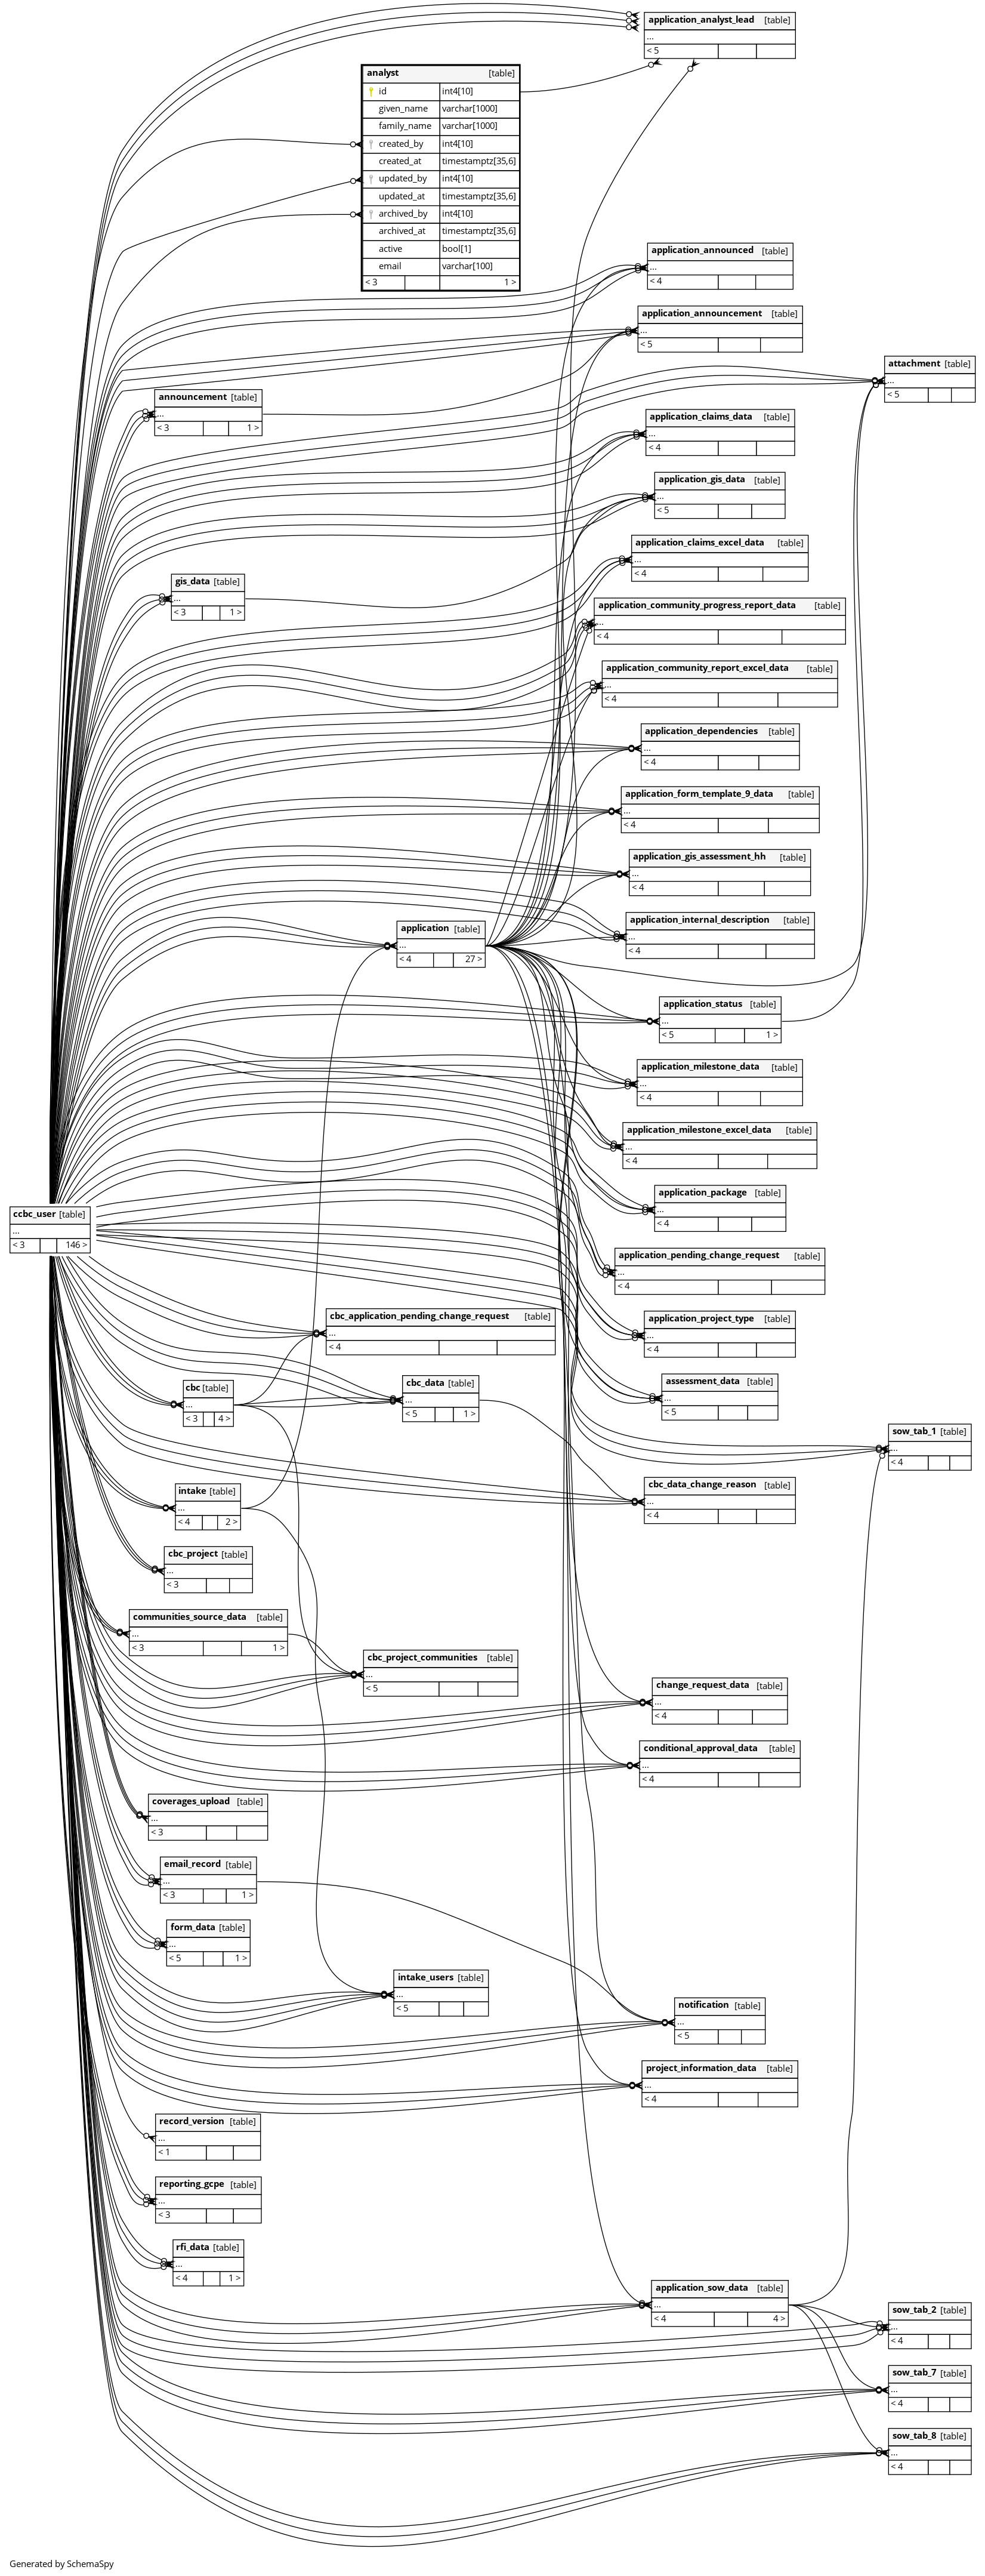 application_analyst_lead [table]
...
< 5
analyst [table]
id int4[10]
given_name varchar[1000]
family_name varchar[1000]
created_by int4[10]
created_at timestamptz[35,6]
updated_by int4[10]
updated_at timestamptz[35,6]
archived_by int4[10]
archived_at timestamptz[35,6]
active bool[1]
email varchar[100]
< 3 1 >
application_announced [table]
...
< 4
application_announcement [table]
...
< 5
attachment [table]
...
< 5
announcement [table]
...
< 3 1 >
application_claims_data [table]
...
< 4
application_gis_data [table]
...
< 5
application_claims_excel_data [table]
...
< 4
gis_data [table]
...
< 3 1 >
application_community_progress_report_data [table]
...
< 4
application_community_report_excel_data [table]
...
< 4
application_dependencies [table]
...
< 4
application_form_template_9_data [table]
...
< 4
application_gis_assessment_hh [table]
...
< 4
application_internal_description [table]
...
< 4
application [table]
...
< 4 27 >
application_status [table]
...
< 5 1 >
application_milestone_data [table]
...
< 4
application_milestone_excel_data [table]
...
< 4
application_package [table]
...
< 4
ccbc_user [table]
...
< 3 146 >
application_pending_change_request [table]
...
< 4
cbc_application_pending_change_request [table]
...
< 4
application_project_type [table]
...
< 4
cbc [table]
...
< 3 4 >
cbc_data [table]
...
< 5 1 >
assessment_data [table]
...
< 5
sow_tab_1 [table]
...
< 4
cbc_data_change_reason [table]
...
< 4
intake [table]
...
< 4 2 >
cbc_project [table]
...
< 3
communities_source_data [table]
...
< 3 1 >
cbc_project_communities [table]
...
< 5
change_request_data [table]
...
< 4
conditional_approval_data [table]
...
< 4
coverages_upload [table]
...
< 3
email_record [table]
...
< 3 1 >
form_data [table]
...
< 5 1 >
intake_users [table]
...
< 5
notification [table]
...
< 5
project_information_data [table]
...
< 4
record_version [table]
...
< 1
reporting_gcpe [table]
...
< 3
rfi_data [table]
...
< 4 1 >
application_sow_data [table]
...
< 4 4 >
sow_tab_2 [table]
...
< 4
sow_tab_7 [table]
...
< 4
sow_tab_8 [table]
...
< 4
Generated by SchemaSpy